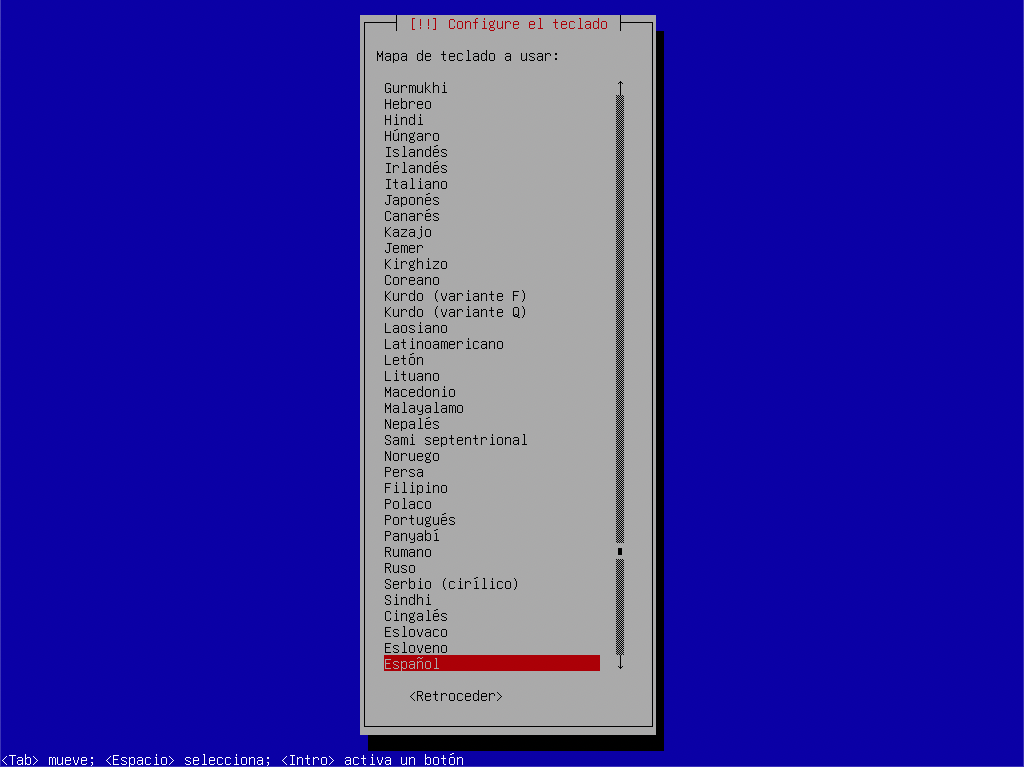 [!!] Configure el teclado
Mapa de teclado a usar:
Gurmukhi
Hebreo
Hindi
Húngaro
Islandés
Irlandés
Italiano
Japonés
Canarés
Kazajo
Jemer
Kirghizo
Coreano
Kurdo (variante F)
Kurdo (variante Q)
Laosiano
Latinoamericano
Letón
Lituano
Macedonio
Malayalamo
Nepalés
Sami septentrional
Noruego
Persa
Filipino
Polaco
Portugués
Panyabí
Rumano
Ruso
Serbio (cirílico)
Sindhi
Cingalés
Eslovaco
Esloveno
Español
<Retroceder>
<Tab> mueve; <Espacio> selecciona; <Intro> activa un botón